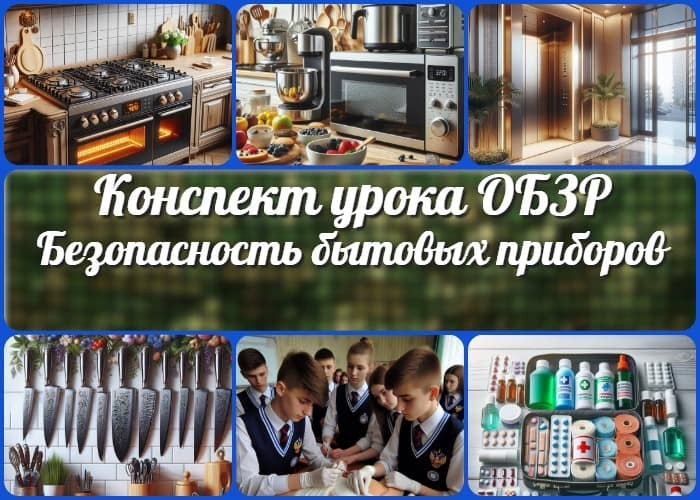 Конспект урока ОБЗР
Безопасность бытовых приборов